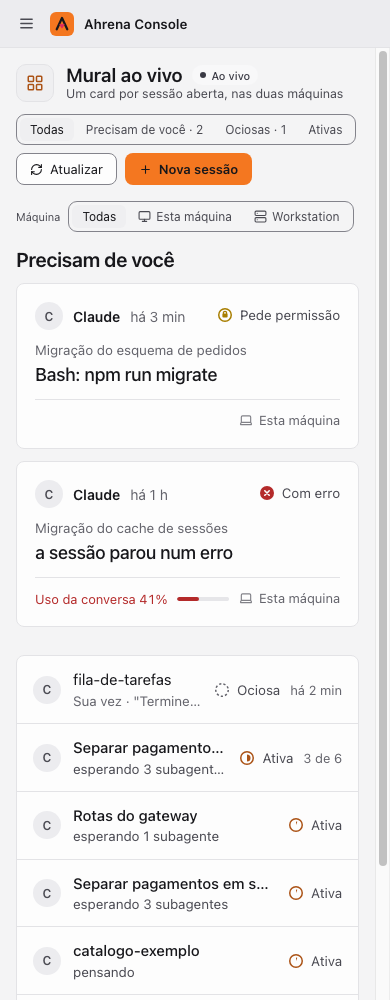 Ahrena Console
Mural ao vivo
Ao vivo
Um card por sessão aberta, nas duas máquinas
Todas
Precisam de você · 2
Ociosas · 1
Ativas
Atualizar
Nova sessão
Máquina
Todas
Esta máquina
Workstation
Precisam de você
C
Claude há 3 min
Pede permissão
Migração do esquema de pedidos
Bash: npm run migrate
Esta máquina
C
Claude há 1 h
Com erro
Migração do cache de sessões
a sessão parou num erro
Uso da conversa 41%
Esta máquina
C
fila-de-tarefas
Sua vez · "Termine...
Ociosa há 2 min
C
Separar pagamento...
esperando 3 subagent...
Ativa 3 de 6
C
Rotas do gateway
esperando 1 subagente
Ativa
C
Separar pagamentos em s...
esperando 3 subagentes
Ativa
C
catalogo-exemplo
pensando
Ativa